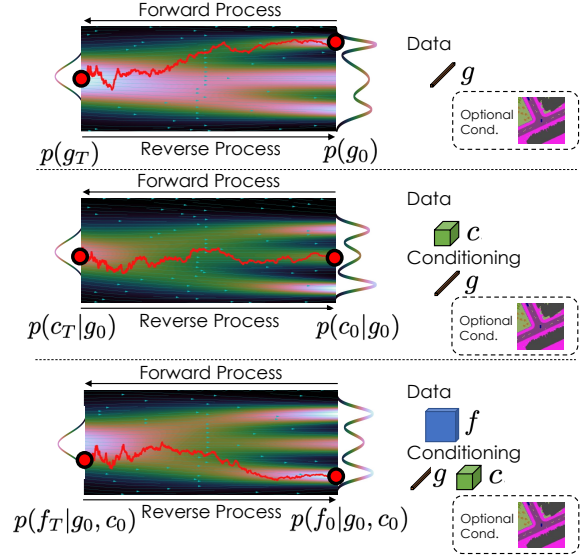 Forward Process
Data
g
Optional
Cond.
Reverse Process
p(g_T)
p(g_0)
Forward Process
Data
c
Conditioning
g
Optional
Cond.
Reverse Process
p(c_T|g_0)
p(c_0|g_0)
Forward Process
Data
f
Conditioning
g
c
Optional
Cond.
Reverse Process
p(f_T|g_0, c_0)
p(f_0|g_0, c_0)